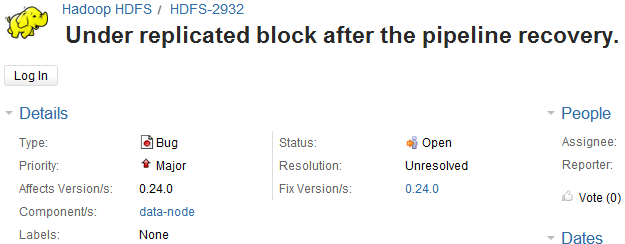 Hadoop HDFS / HDFS-2932
Under replicated block after the pipeline recovery.
Log In
Details
Type: Bug
Status: Open
Priority: Major
Resolution: Unresolved
Affects Version/s: 0.24.0
Fix Version/s: 0.24.0
Component/s: data-node
Labels: None
People
Assignee:
Reporter:
Vote (0)
Dates